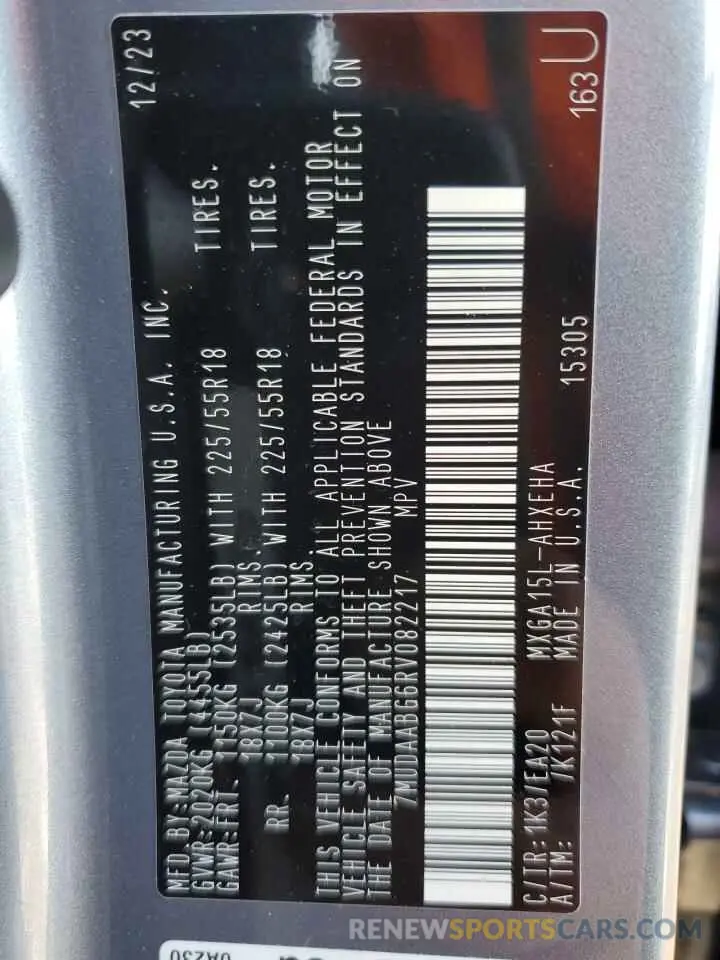 MFD.BY:MAZDA TOYOTA MANUFACTURING U.S.A. INC. 12/23
GVWR:2020KG (4455LB)
GAWR:FRT. 1150KG (2535LB) WITH 225/55R18 TIRES.
18X7J RIMS.
RR. 1100KG (2425LB) WITH 225/55R18 TIRES.
18X7J RIMS.
THIS VEHICLE CONFORMS TO ALL APPLICABLE FEDERAL MOTOR
VEHICLE SAFETY AND THEFT PREVENTION STANDARDS IN EFFECT ON
THE DATE OF MANUFACTURE SHOWN ABOVE
7MUDAABG6RV082217 MPV
C/TR:1K3/EA20 MXGA15L-AHXEHA
A/TM: /K121F MADE IN U.S.A. 15305 163U
RENEWSPORTSCARS.COM